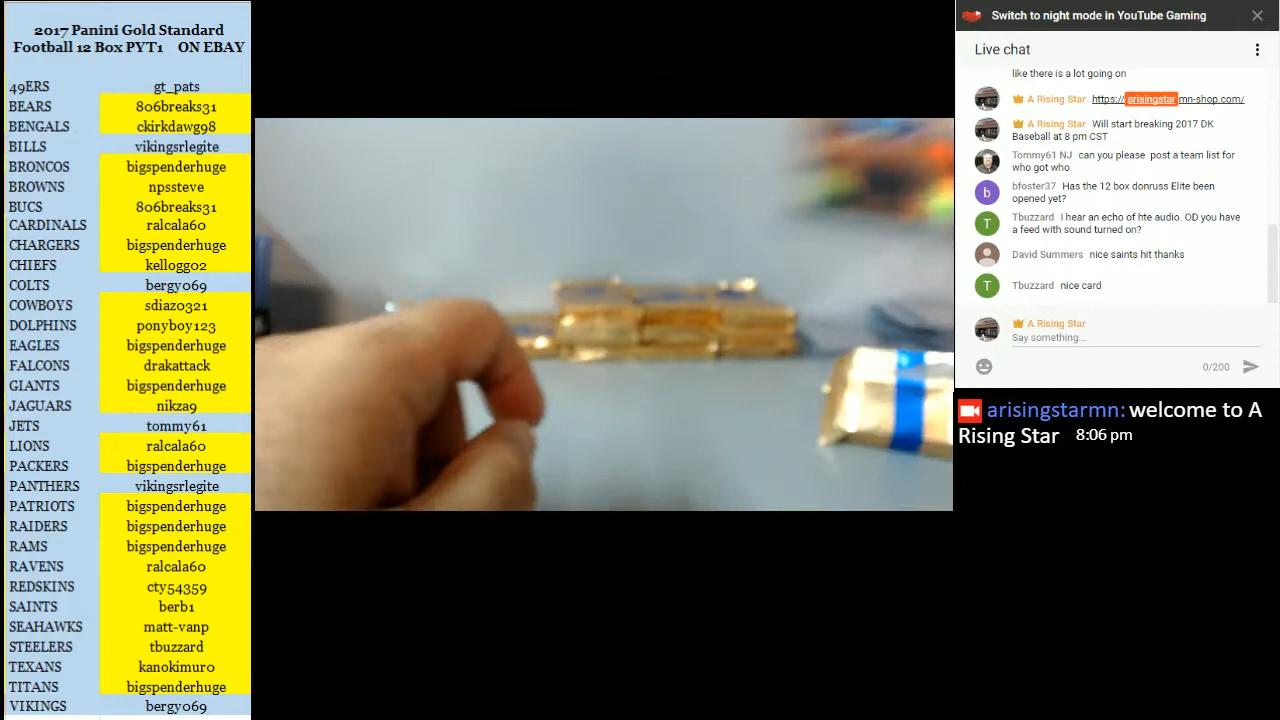 2017 Panini Gold Standard
Football 12 Box PYT1 ON EBAY
49ERS gt_pats
BEARS 806breaks31
BENGALS ckirkdawg98
BILLS vikingsrlegite
BRONCOS bigspenderhuge
BROWNS npssteve
BUCS 806breaks31
CARDINALS ralcala60
CHARGERS bigspenderhuge
CHIEFS kellogg02
COLTS bergy069
COWBOYS sdiazo321
DOLPHINS ponyboy123
EAGLES bigspenderhuge
FALCONS drakattack
GIANTS bigspenderhuge
JAGUARS nikza9
JETS tommy61
LIONS ralcala60
PACKERS bigspenderhuge
PANTHERS vikingsrlegite
PATRIOTS bigspenderhuge
RAIDERS bigspenderhuge
RAMS bigspenderhuge
RAVENS ralcala60
REDSKINS cty54359
SAINTS berb1
SEAHAWKS matt-vanp
STEELERS tbuzzard
TEXANS kanokimuro
TITANS bigspenderhuge
VIKINGS bergy069
Switch to night mode in YouTube Gaming
Live chat
like there is a lot going on
A Rising Star https://arisingstarmn-shop.com/
A Rising Star Will start breaking 2017 DK
Baseball at 8 pm CST
Tommy61 NJ can you please post a team list for
who got who
b
bfoster37 Has the 12 box donruss Elite been
opened yet?
T
Tbuzzard I hear an echo of hte audio. OD you have
a feed with sound turned on?
David Summers nice saints hit thanks
T
Tbuzzard nice card
A Rising Star
Say something...
0/200
arisingstarmn: welcome to A
Rising Star 8:06 pm